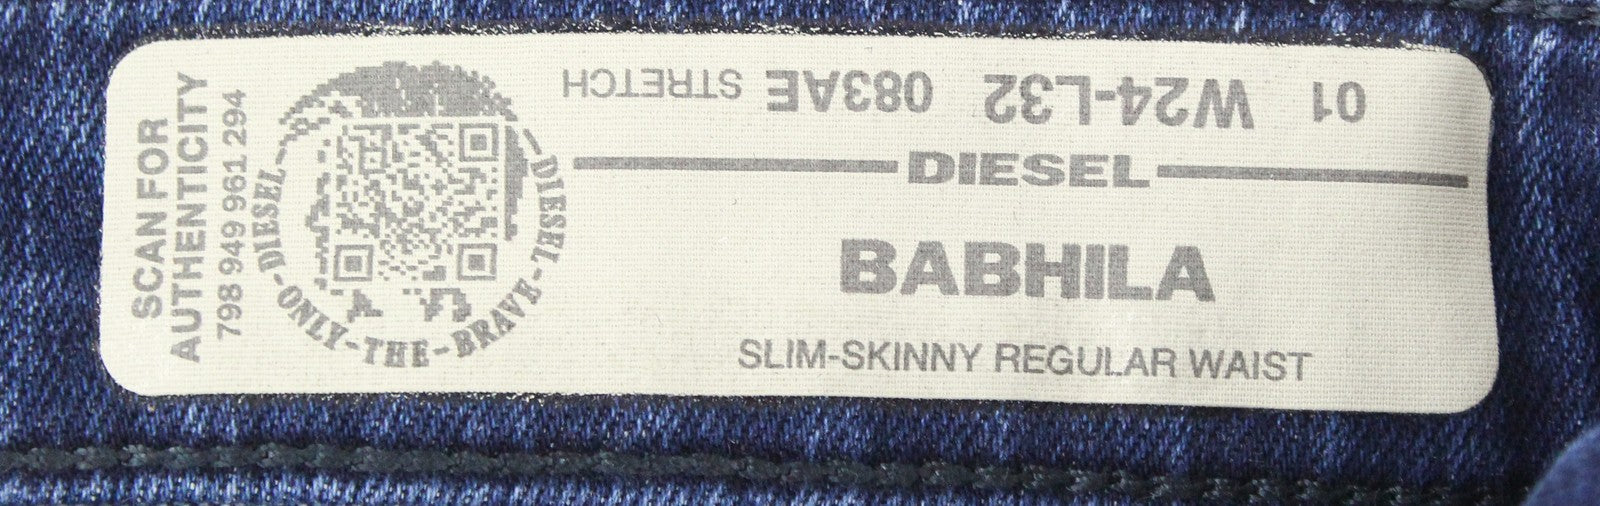 SCAN FOR
AUTHENTICITY
798 949 961 294
DIESEL-ONLY-THE-BRAVE-DIESEL
01 W24-L32 083AE STRETCH
DIESEL
BABHILA
SLIM-SKINNY REGULAR WAIST